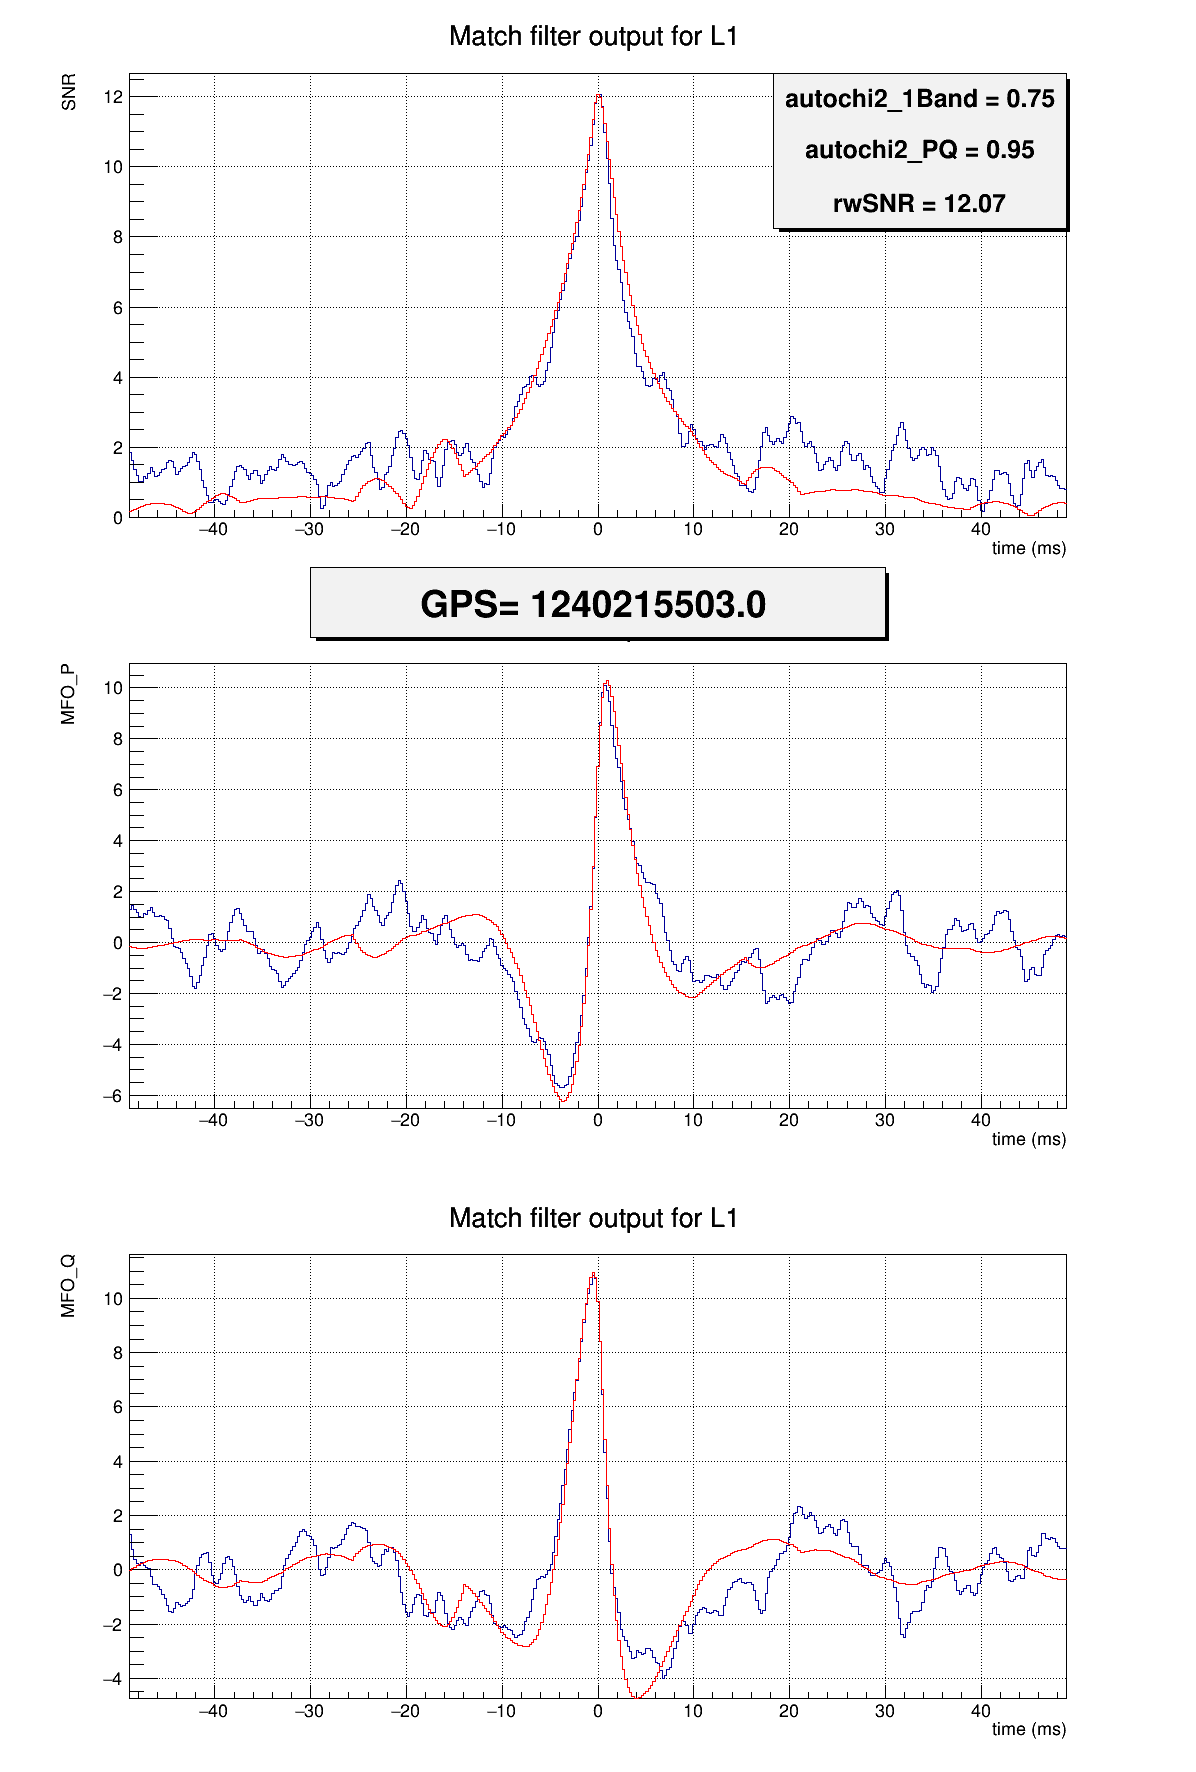 Match filter output for L1
SNR
autochi2_1Band = 0.75
autochi2_PQ = 0.95
rwSNR = 12.07
12
10
8
6
4
2
0
−40 −30 −20 −10 0 10 20 30 40
time (ms)
GPS= 1240215503.0
MFO_P
10
8
6
4
2
0
−2
−4
−6
−40 −30 −20 −10 0 10 20 30 40
time (ms)
Match filter output for L1
MFO_Q
10
8
6
4
2
0
−2
−4
−40 −30 −20 −10 0 10 20 30 40
time (ms)